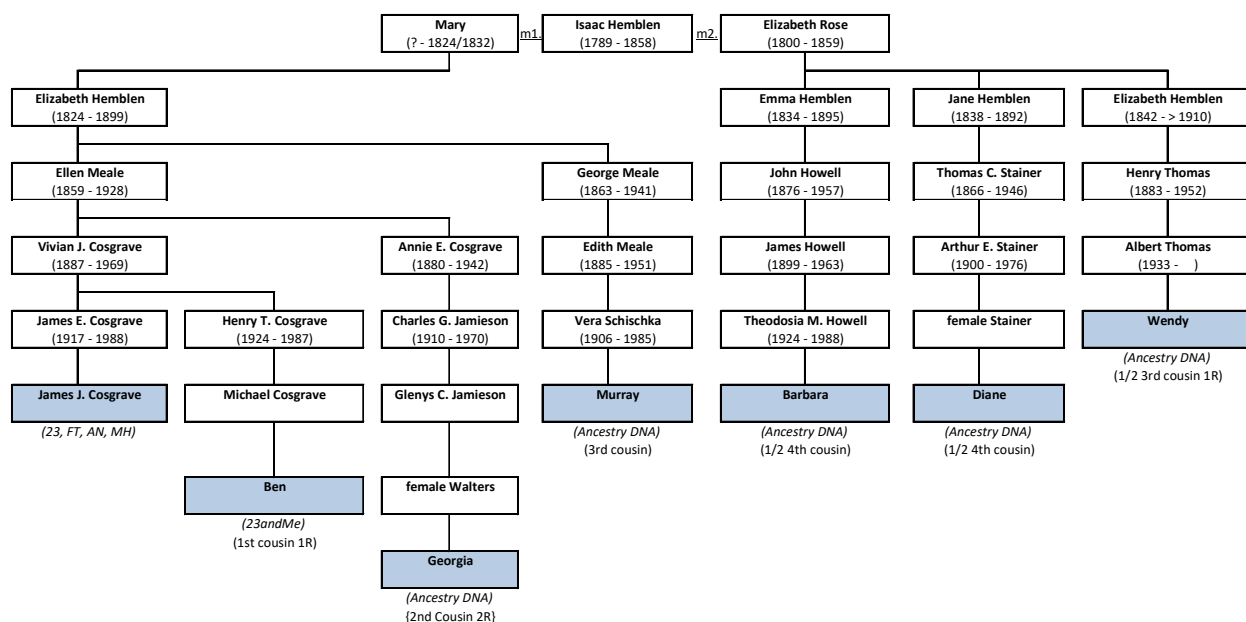 Mary
(? - 1824/1832)
m1.
Isaac Hemblen
(1789 - 1858)
m2.
Elizabeth Rose
(1800 - 1859)
Elizabeth Hemblen
(1824 - 1899)
Emma Hemblen
(1834 - 1895)
Jane Hemblen
(1838 - 1892)
Elizabeth Hemblen
(1842 - > 1910)
Ellen Meale
(1859 - 1928)
George Meale
(1863 - 1941)
John Howell
(1876 - 1957)
Thomas C. Stainer
(1866 - 1946)
Henry Thomas
(1883 - 1952)
Vivian J. Cosgrave
(1887 - 1969)
Annie E. Cosgrave
(1880 - 1942)
Edith Meale
(1885 - 1951)
James Howell
(1899 - 1963)
Arthur E. Stainer
(1900 - 1976)
Albert Thomas
(1933 - )
James E. Cosgrave
(1917 - 1988)
Henry T. Cosgrave
(1924 - 1987)
Charles G. Jamieson
(1910 - 1970)
Vera Schischka
(1906 - 1985)
Theodosia M. Howell
(1924 - 1988)
female Stainer
Wendy
(Ancestry DNA)
(1/2 3rd cousin 1R)
James J. Cosgrave
(23, FT, AN, MH)
Michael Cosgrave
Glenys C. Jamieson
Murray
(Ancestry DNA)
(3rd cousin)
Barbara
(Ancestry DNA)
(1/2 4th cousin)
Diane
(Ancestry DNA)
(1/2 4th cousin)
Ben
(23andMe)
(1st cousin 1R)
female Walters
Georgia
(Ancestry DNA)
{2nd Cousin 2R}